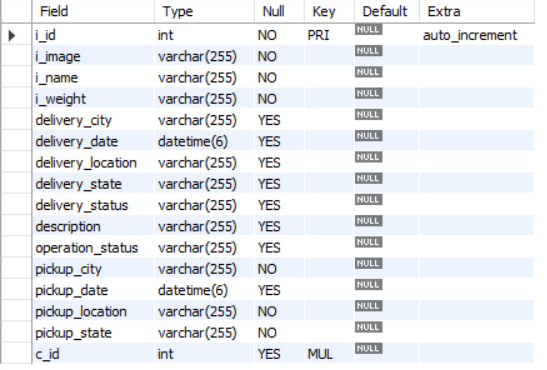 Field Type Null Key Default Extra
i_id int NO PRI NULL auto_increment
i_image varchar(255) NO NULL
i_name varchar(255) NO NULL
i_weight varchar(255) NO NULL
delivery_city varchar(255) YES NULL
delivery_date datetime(6) YES NULL
delivery_location varchar(255) YES NULL
delivery_state varchar(255) YES NULL
delivery_status varchar(255) YES NULL
description varchar(255) YES NULL
operation_status varchar(255) YES NULL
pickup_city varchar(255) NO NULL
pickup_date datetime(6) YES NULL
pickup_location varchar(255) NO NULL
pickup_state varchar(255) NO NULL
c_id int YES MUL NULL